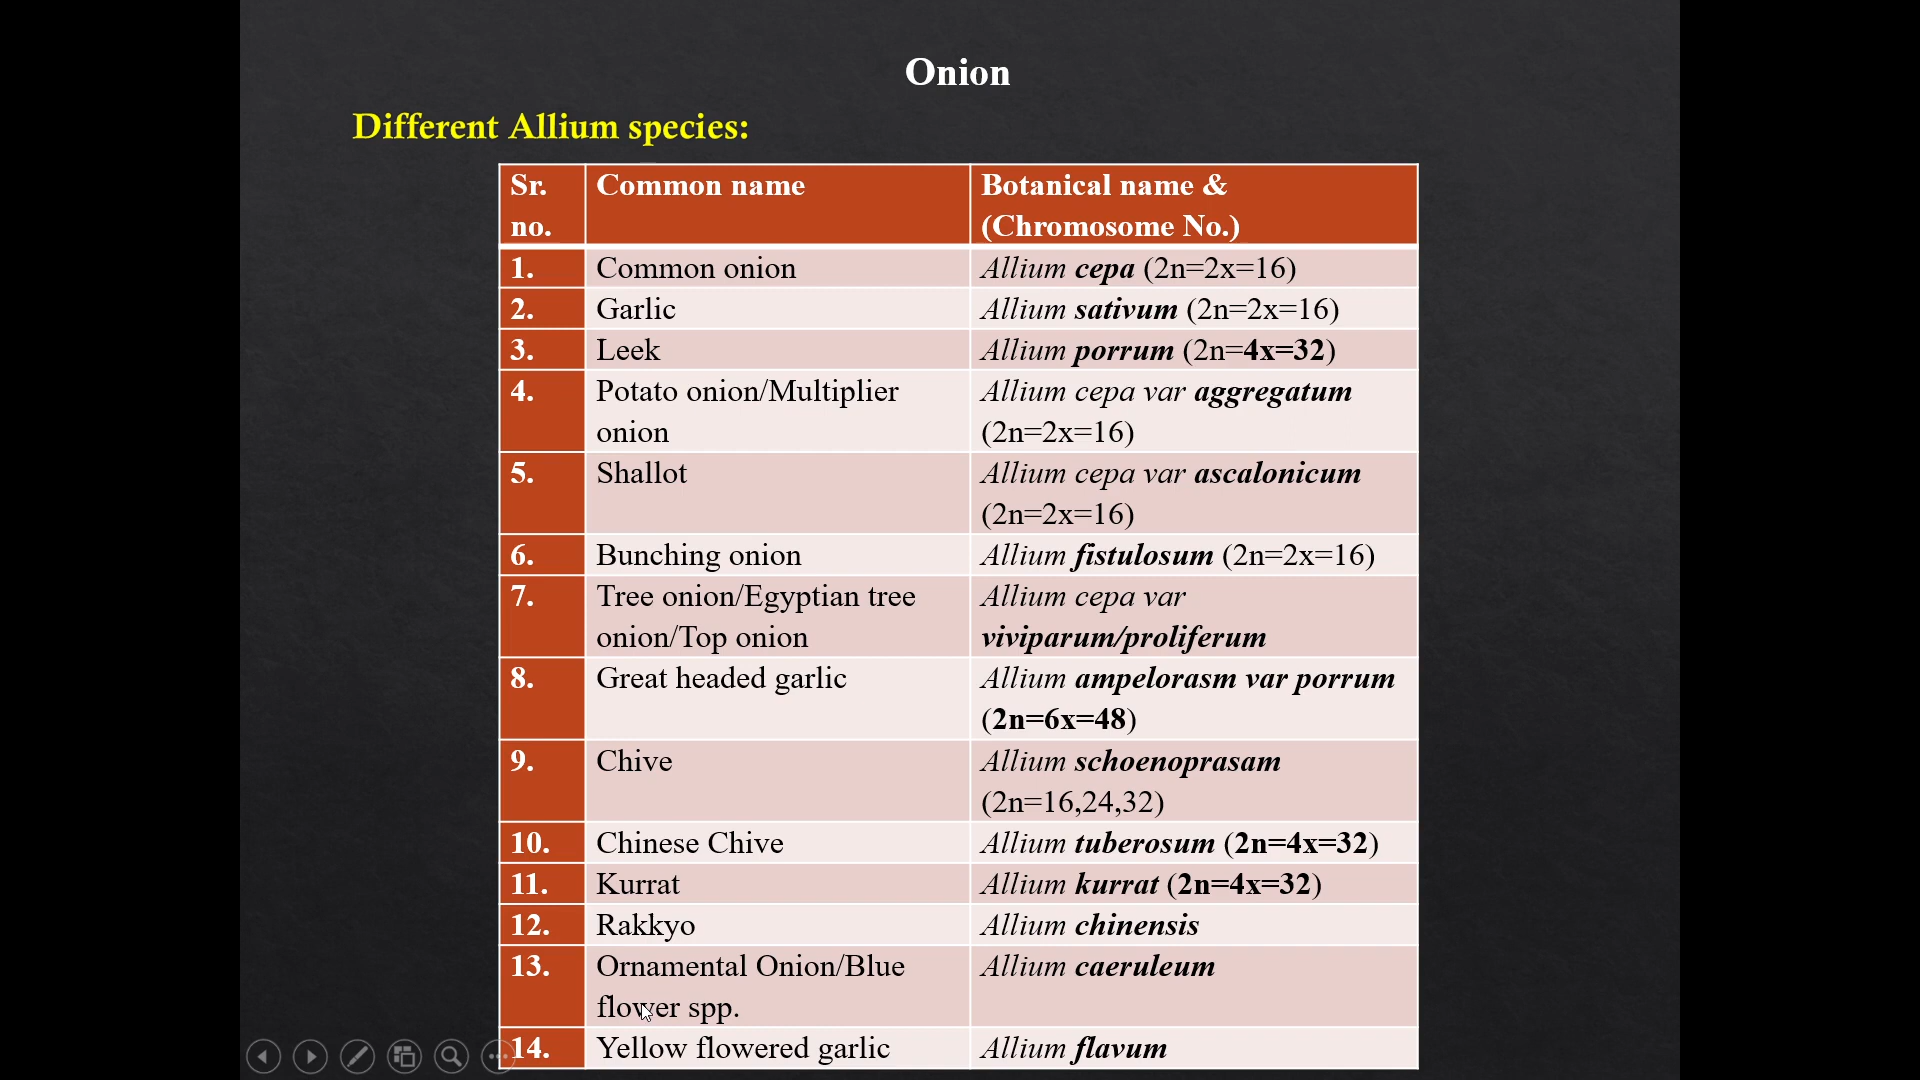 Onion
Different Allium species:
Sr. no. Common name Botanical name & (Chromosome No.)
1. Common onion Allium cepa (2n=2x=16)
2. Garlic Allium sativum (2n=2x=16)
3. Leek Allium porrum (2n=4x=32)
4. Potato onion/Multiplier onion Allium cepa var aggregatum (2n=2x=16)
5. Shallot Allium cepa var ascalonicum (2n=2x=16)
6. Bunching onion Allium fistulosum (2n=2x=16)
7. Tree onion/Egyptian tree onion/Top onion Allium cepa var viviparum/proliferum
8. Great headed garlic Allium ampelorasm var porrum (2n=6x=48)
9. Chive Allium schoenoprasam (2n=16,24,32)
10. Chinese Chive Allium tuberosum (2n=4x=32)
11. Kurrat Allium kurrat (2n=4x=32)
12. Rakkyo Allium chinensis
13. Ornamental Onion/Blue flower spp. Allium caeruleum
14. Yellow flowered garlic Allium flavum